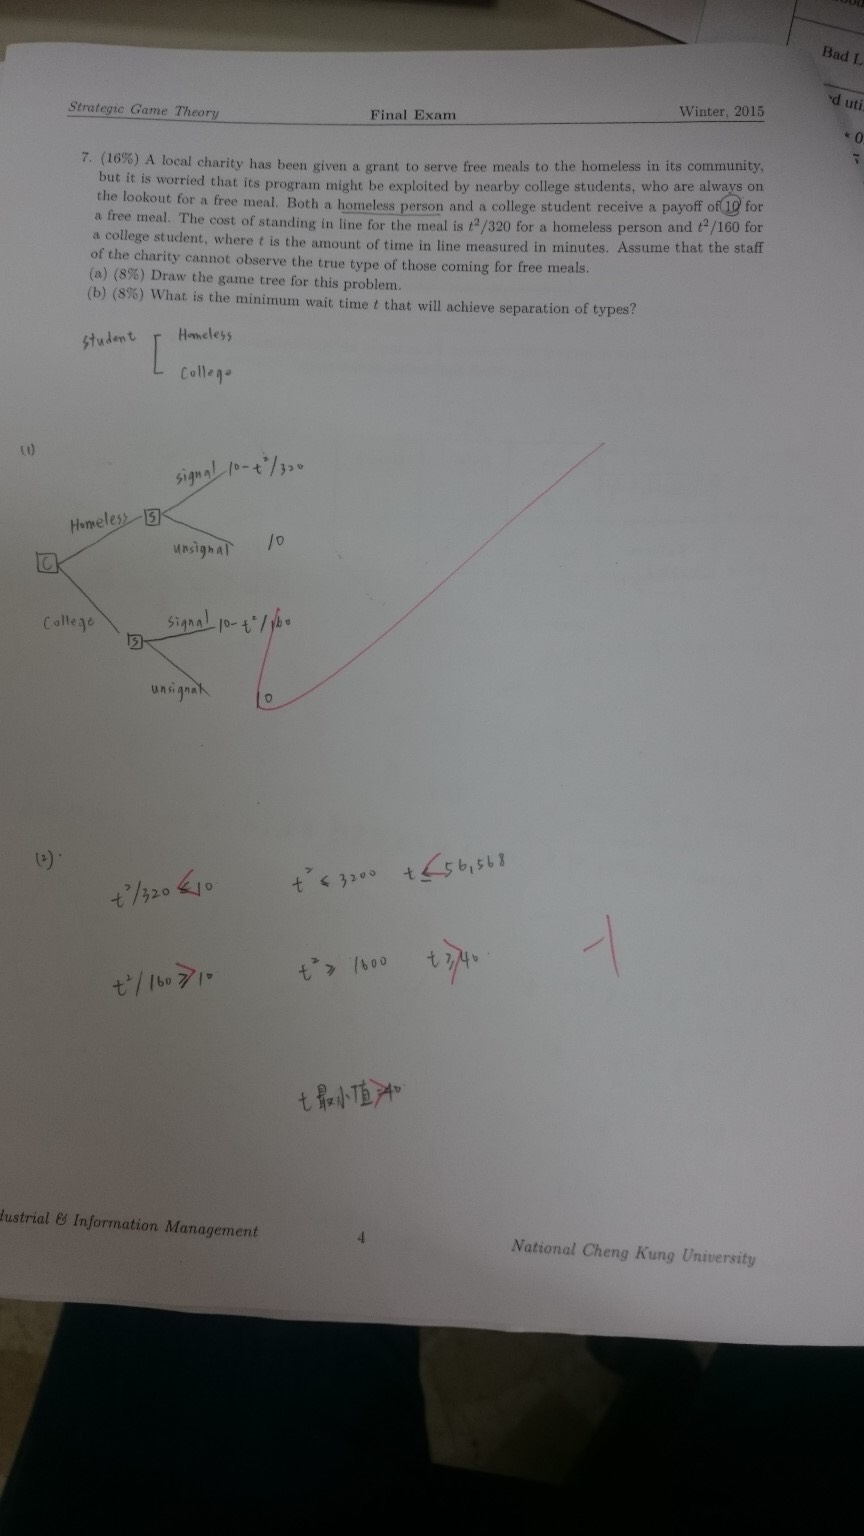 Bad L
d uti
0
Strategic Game Theory Final Exam Winter, 2015
7. (16%) A local charity has been given a grant to serve free meals to the homeless in its community,
but it is worried that its program might be exploited by nearby college students, who are always on
the lookout for a free meal. Both a homeless person and a college student receive a payoff of 10 for
a free meal. The cost of standing in line for the meal is t²/320 for a homeless person and t²/160 for
a college student, where t is the amount of time in line measured in minutes. Assume that the staff
of the charity cannot observe the true type of those coming for free meals.
(a) (8%) Draw the game tree for this problem.
(b) (8%) What is the minimum wait time t that will achieve separation of types?
student [ Homeless
College
(1)
signal 10-t²/320
Homeless S
unsignal 10
C
College signal 10-t²/160
S
unsignal 10
(2).
t²/320 ≤ 10 t² ≤ 3200 t ≤ 56,568
t²/160 ≥ 10 t² ≥ 1600 t ≥ 40
-1
t 最小值 = 40
dustrial & Information Management 4 National Cheng Kung University